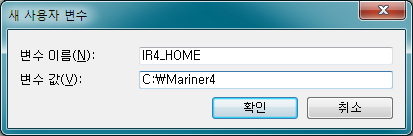 새 사용자 변수
변수 이름(N): IR4_HOME
변수 값(V): C:₩Mariner4
확인 취소